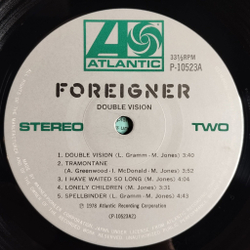 ATLANTIC
33⅓RPM
P-10523A
FOREIGNER
DOUBLE VISION
STEREO
TWO
1. DOUBLE VISION (L. Gramm - M. Jones) 3:40
2. TRAMONTANE
(A. Greenwood - I. McDonald - M. Jones) 3:52
3. I HAVE WAITED SO LONG (M. Jones) 4:06
4. LONELY CHILDREN (M. Jones) 3:31
5. SPELLBINDER (L. Gramm - M. Jones) 4:43
Ⓟ 1978 Atlantic Recording Corporation
(P-10523A2)